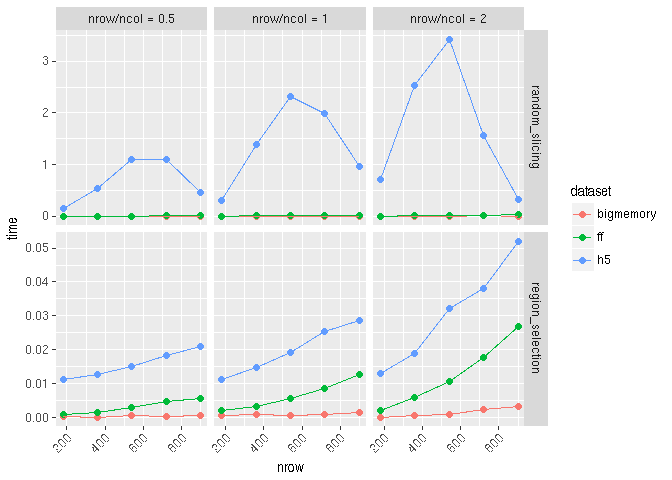 nrow/ncol = 0.5
nrow/ncol = 1
nrow/ncol = 2
3
2
1
0
random_slicing
time
0.05
0.04
0.03
0.02
0.01
0.00
region_selection
200
400
600
800
200
400
600
800
200
400
600
800
nrow
dataset
bigmemory
ff
h5